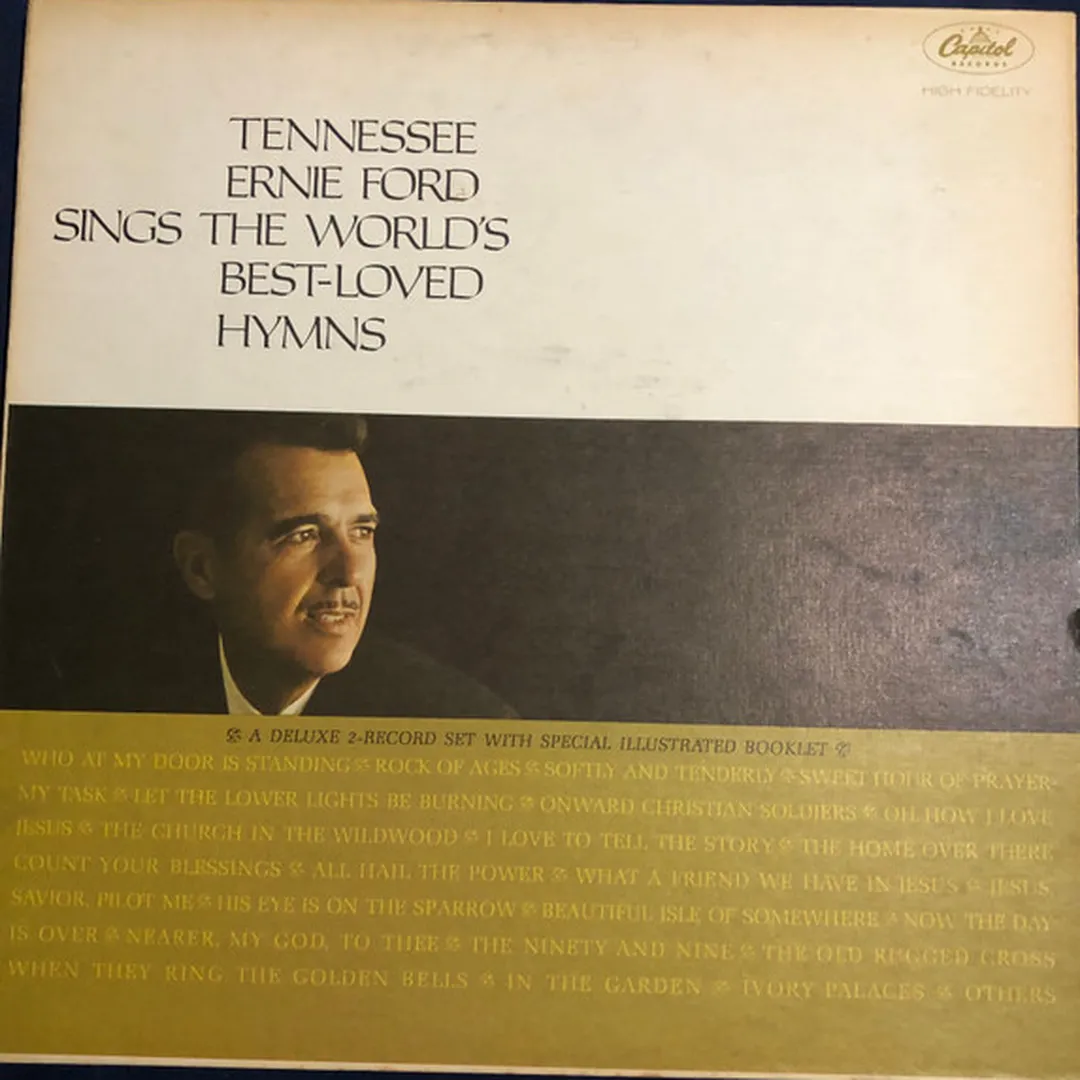 Capitol
RECORDS
HIGH FIDELITY
TENNESSEE
ERNIE FORD
SINGS THE WORLD'S
BEST-LOVED
HYMNS
A DELUXE 2-RECORD SET WITH SPECIAL ILLUSTRATED BOOKLET
WHO AT MY DOOR IS STANDING ROCK OF AGES SOFTLY AND TENDERLY SWEET HOUR OF PRAYER
MY TASK LET THE LOWER LIGHTS BE BURNING ONWARD CHRISTIAN SOLDIERS OH, HOW I LOVE
JESUS THE CHURCH IN THE WILDWOOD I LOVE TO TELL THE STORY THE HOME OVER THERE
COUNT YOUR BLESSINGS ALL HAIL THE POWER WHAT A FRIEND WE HAVE IN JESUS JESUS,
SAVIOR, PILOT ME HIS EYE IS ON THE SPARROW BEAUTIFUL ISLE OF SOMEWHERE NOW THE DAY
IS OVER NEARER, MY GOD, TO THEE THE NINETY AND NINE THE OLD RUGGED CROSS
WHEN THEY RING THE GOLDEN BELLS IN THE GARDEN IVORY PALACES OTHERS